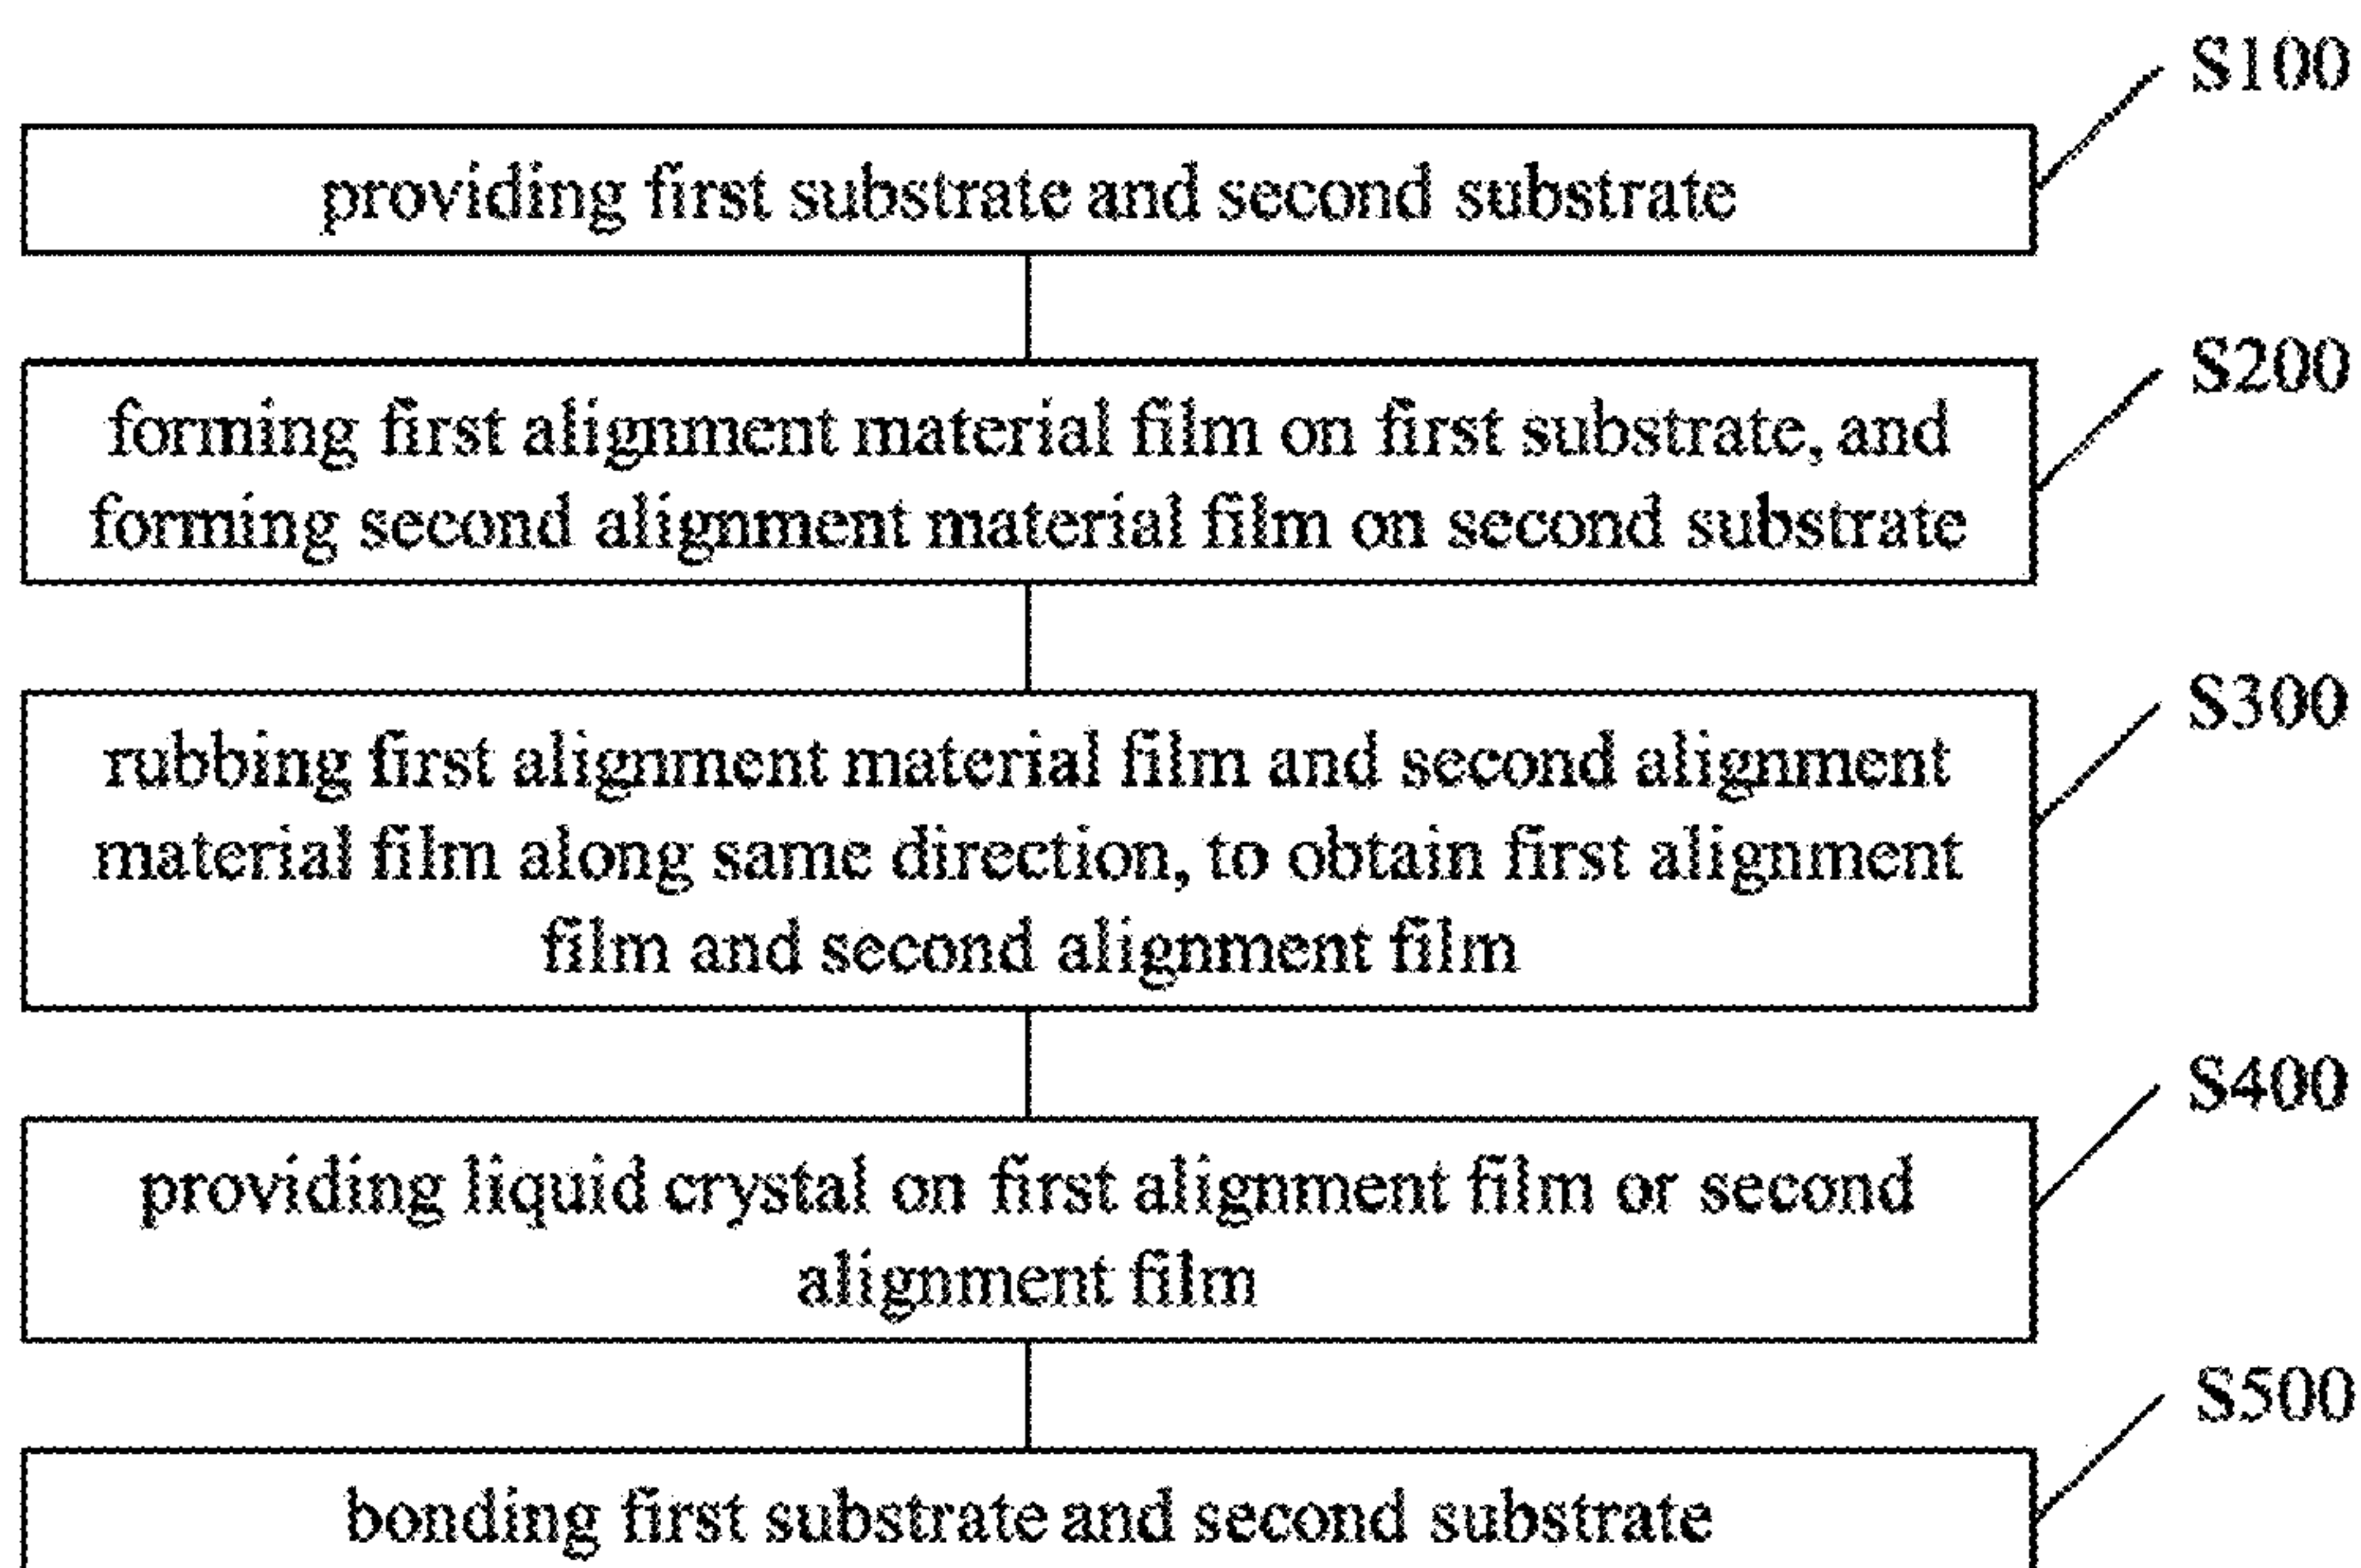 S100
providing first substrate and second substrate
S200
forming first alignment material film on first substrate, and
forming second alignment material film on second substrate
S300
rubbing first alignment material film and second alignment
material film along same direction, to obtain first alignment
film and second alignment film
S400
providing liquid crystal on first alignment film or second
alignment film
S500
bonding first substrate and second substrate